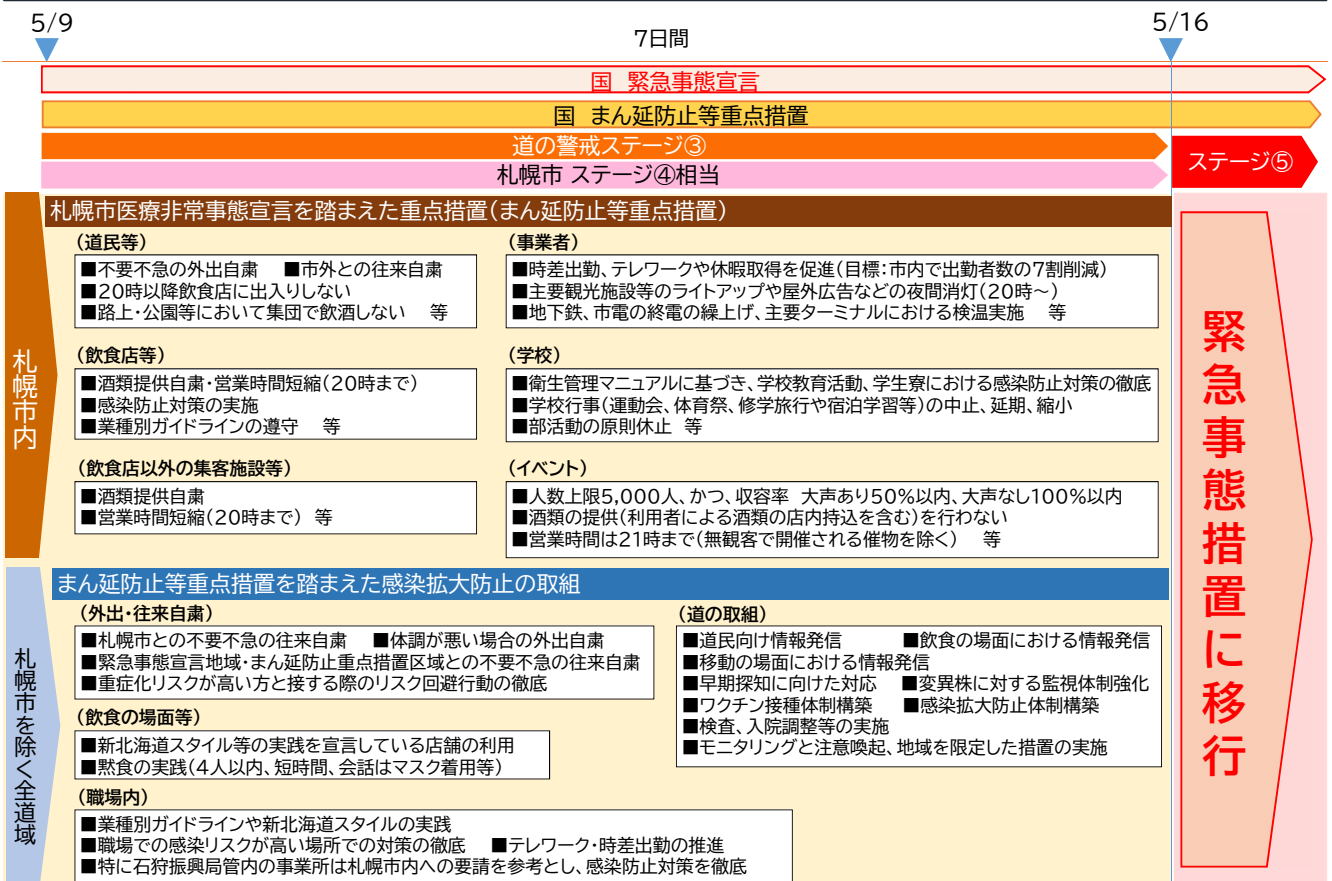 5/9
7日間
5/16
国　緊急事態宣言
国　まん延防止等重点措置
道の警戒ステージ③
札幌市 ステージ④相当
ステージ⑤
札幌市内
札幌市医療非常事態宣言を踏まえた重点措置(まん延防止等重点措置)
(道民等)
■不要不急の外出自粛　■市外との往来自粛
■20時以降飲食店に出入りしない
■路上・公園等において集団で飲酒しない　等
(事業者)
■時差出勤、テレワークや休暇取得を促進(目標:市内で出勤者数の7割削減)
■主要観光施設等のライトアップや屋外広告などの夜間消灯(20時～)
■地下鉄、市電の終電の繰上げ、主要ターミナルにおける検温実施　等
(飲食店等)
■酒類提供自粛・営業時間短縮(20時まで)
■感染防止対策の実施
■業種別ガイドラインの遵守　等
(学校)
■衛生管理マニュアルに基づき、学校教育活動、学生寮における感染防止対策の徹底
■学校行事(運動会、体育祭、修学旅行や宿泊学習等)の中止、延期、縮小
■部活動の原則休止 等
(飲食店以外の集客施設等)
■酒類提供自粛
■営業時間短縮(20時まで) 等
(イベント)
■人数上限5,000人、かつ、収容率 大声あり50%以内、大声なし100%以内
■酒類の提供(利用者による酒類の店内持込を含む)を行わない
■営業時間は21時まで(無観客で開催される催物を除く)　等
札幌市を除く全道域
まん延防止等重点措置を踏まえた感染拡大防止の取組
(外出・往来自粛)
■札幌市との不要不急の往来自粛　■体調が悪い場合の外出自粛
■緊急事態宣言地域・まん延防止重点措置区域との不要不急の往来自粛
■重症化リスクが高い方と接する際のリスク回避行動の徹底
(飲食の場面等)
■新北海道スタイル等の実践を宣言している店舗の利用
■黙食の実践(4人以内、短時間、会話はマスク着用等)
(職場内)
■業種別ガイドラインや新北海道スタイルの実践
■職場での感染リスクが高い場所での対策の徹底　■テレワーク・時差出勤の推進
■特に石狩振興局管内の事業所は札幌市内への要請を参考とし、感染防止対策を徹底
(道の取組)
■道民向け情報発信　■飲食の場面における情報発信
■移動の場面における情報発信
■早期探知に向けた対応　■変異株に対する監視体制強化
■ワクチン接種体制構築　■感染拡大防止体制構築
■検査、入院調整等の実施
■モニタリングと注意喚起、地域を限定した措置の実施
緊急事態措置に移行